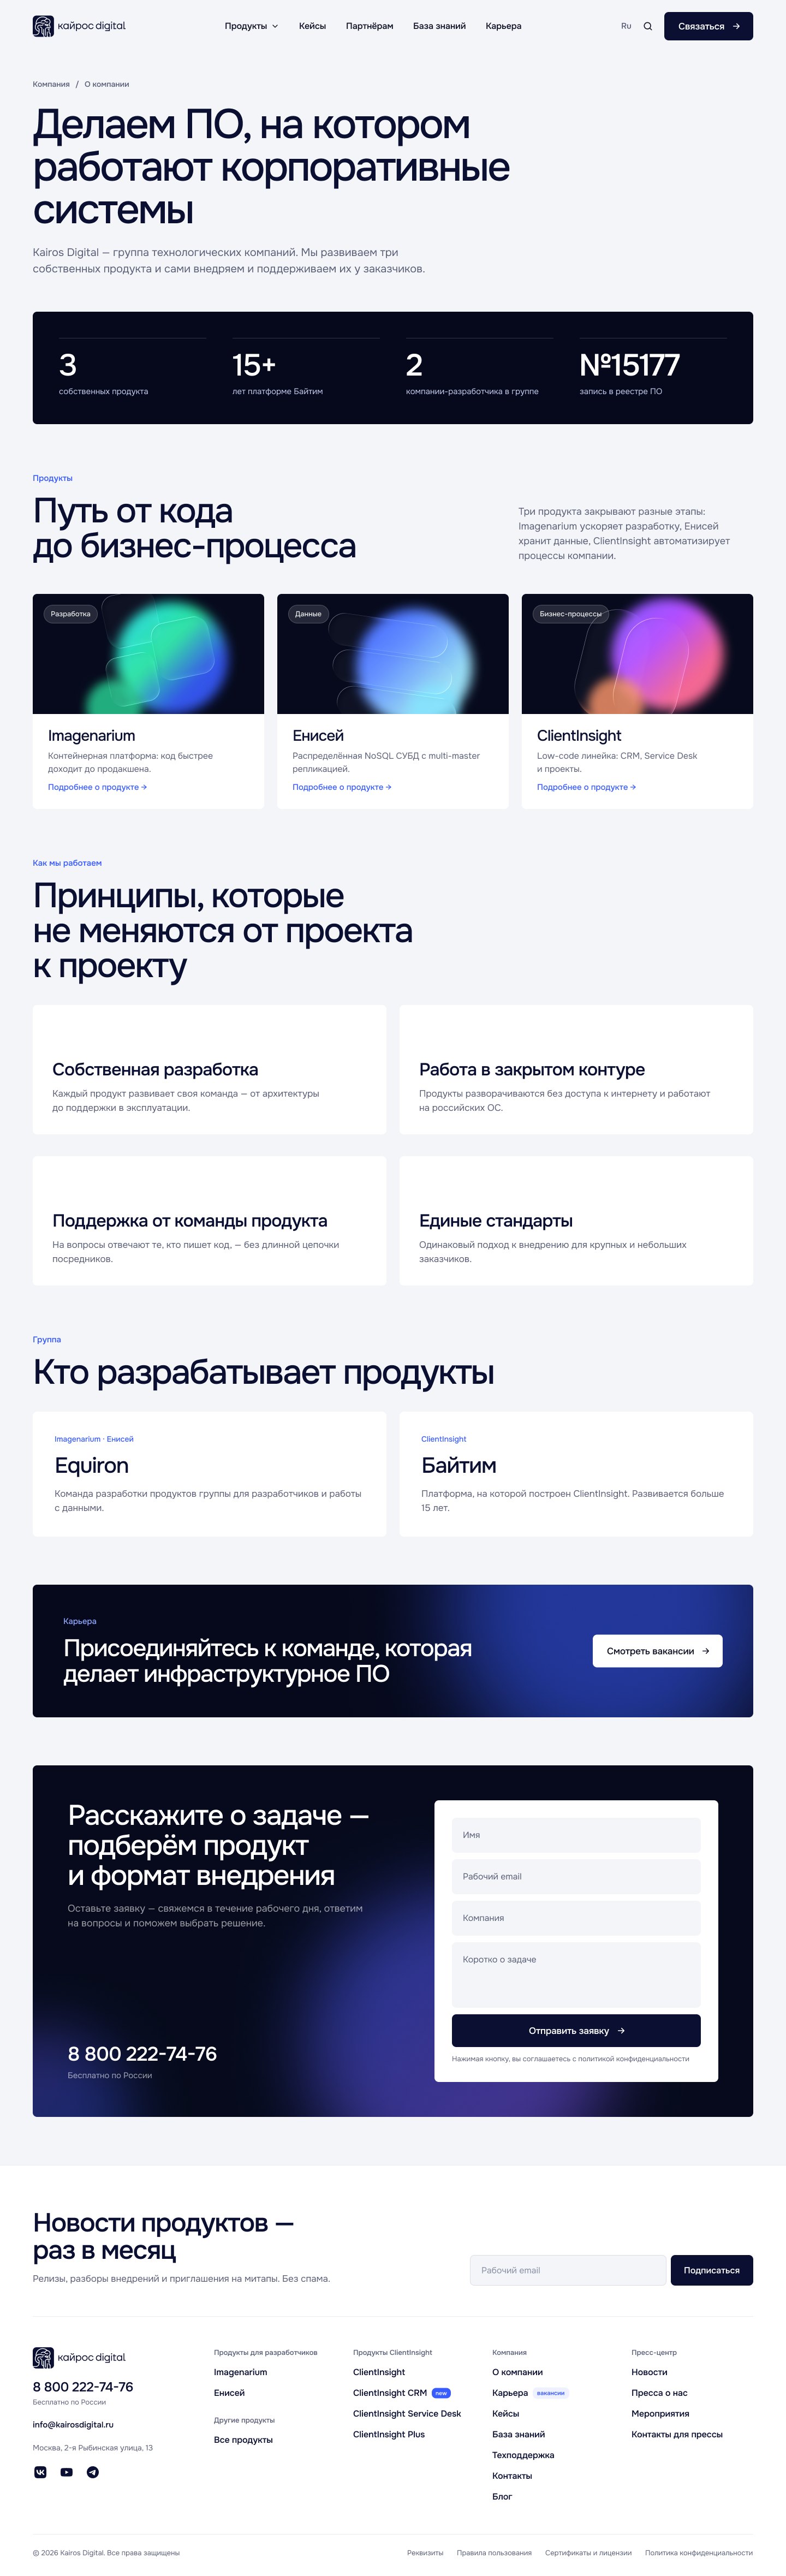 кайрос digital
Продукты
Кейсы
Партнёрам
База знаний
Карьера
Ru
Связаться →
Компания / О компании
Делаем ПО, на котором
работают корпоративные
системы
Kairos Digital — группа технологических компаний. Мы развиваем три
собственных продукта и сами внедряем и поддерживаем их у заказчиков.
3
собственных продукта
15+
лет платформе Байтим
2
компании-разработчика в группе
№15177
запись в реестре ПО
Продукты
Путь от кода
до бизнес-процесса
Три продукта закрывают разные этапы:
Imagenarium ускоряет разработку, Енисей
хранит данные, ClientInsight автоматизирует
процессы компании.
Разработка
Imagenarium
Контейнерная платформа: код быстрее
доходит до продакшена.
Подробнее о продукте →
Данные
Енисей
Распределённая NoSQL СУБД с multi-master
репликацией.
Подробнее о продукте →
Бизнес-процессы
ClientInsight
Low-code линейка: CRM, Service Desk
и проекты.
Подробнее о продукте →
Как мы работаем
Принципы, которые
не меняются от проекта
к проекту
Собственная разработка
Каждый продукт развивает своя команда — от архитектуры
до поддержки в эксплуатации.
Работа в закрытом контуре
Продукты разворачиваются без доступа к интернету и работают
на российских ОС.
Поддержка от команды продукта
На вопросы отвечают те, кто пишет код, — без длинной цепочки
посредников.
Единые стандарты
Одинаковый подход к внедрению для крупных и небольших
заказчиков.
Группа
Кто разрабатывает продукты
Imagenarium · Енисей
Equiron
Команда разработки продуктов группы для разработчиков и работы
с данными.
ClientInsight
Байтим
Платформа, на которой построен ClientInsight. Развивается больше
15 лет.
Карьера
Присоединяйтесь к команде, которая
делает инфраструктурное ПО
Смотреть вакансии →
Расскажите о задаче —
подберём продукт
и формат внедрения
Оставьте заявку — свяжемся в течение рабочего дня, ответим
на вопросы и поможем выбрать решение.
8 800 222-74-76
Бесплатно по России
Имя
Рабочий email
Компания
Коротко о задаче
Отправить заявку →
Нажимая кнопку, вы соглашаетесь с политикой конфиденциальности
Новости продуктов —
раз в месяц
Релизы, разборы внедрений и приглашения на митапы. Без спама.
Рабочий email
Подписаться
кайрос digital
8 800 222-74-76
Бесплатно по России
info@kairosdigital.ru
Москва, 2-я Рыбинская улица, 13
Продукты для разработчиков
Imagenarium
Енисей
Другие продукты
Все продукты
Продукты ClientInsight
ClientInsight
ClientInsight CRM new
ClientInsight Service Desk
ClientInsight Plus
Компания
О компании
Карьера вакансии
Кейсы
База знаний
Техподдержка
Контакты
Блог
Пресс-центр
Новости
Пресса о нас
Мероприятия
Контакты для прессы
© 2026 Kairos Digital. Все права защищены
Реквизиты
Правила пользования
Сертификаты и лицензии
Политика конфиденциальности